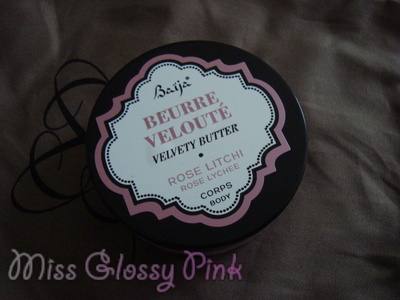 Baïja
BEURRE
VELOUTÉ
VELVETY BUTTER
•
ROSE LITCHI
ROSE LYCHEE
CORPS
BODY
Miss Glossy Pink